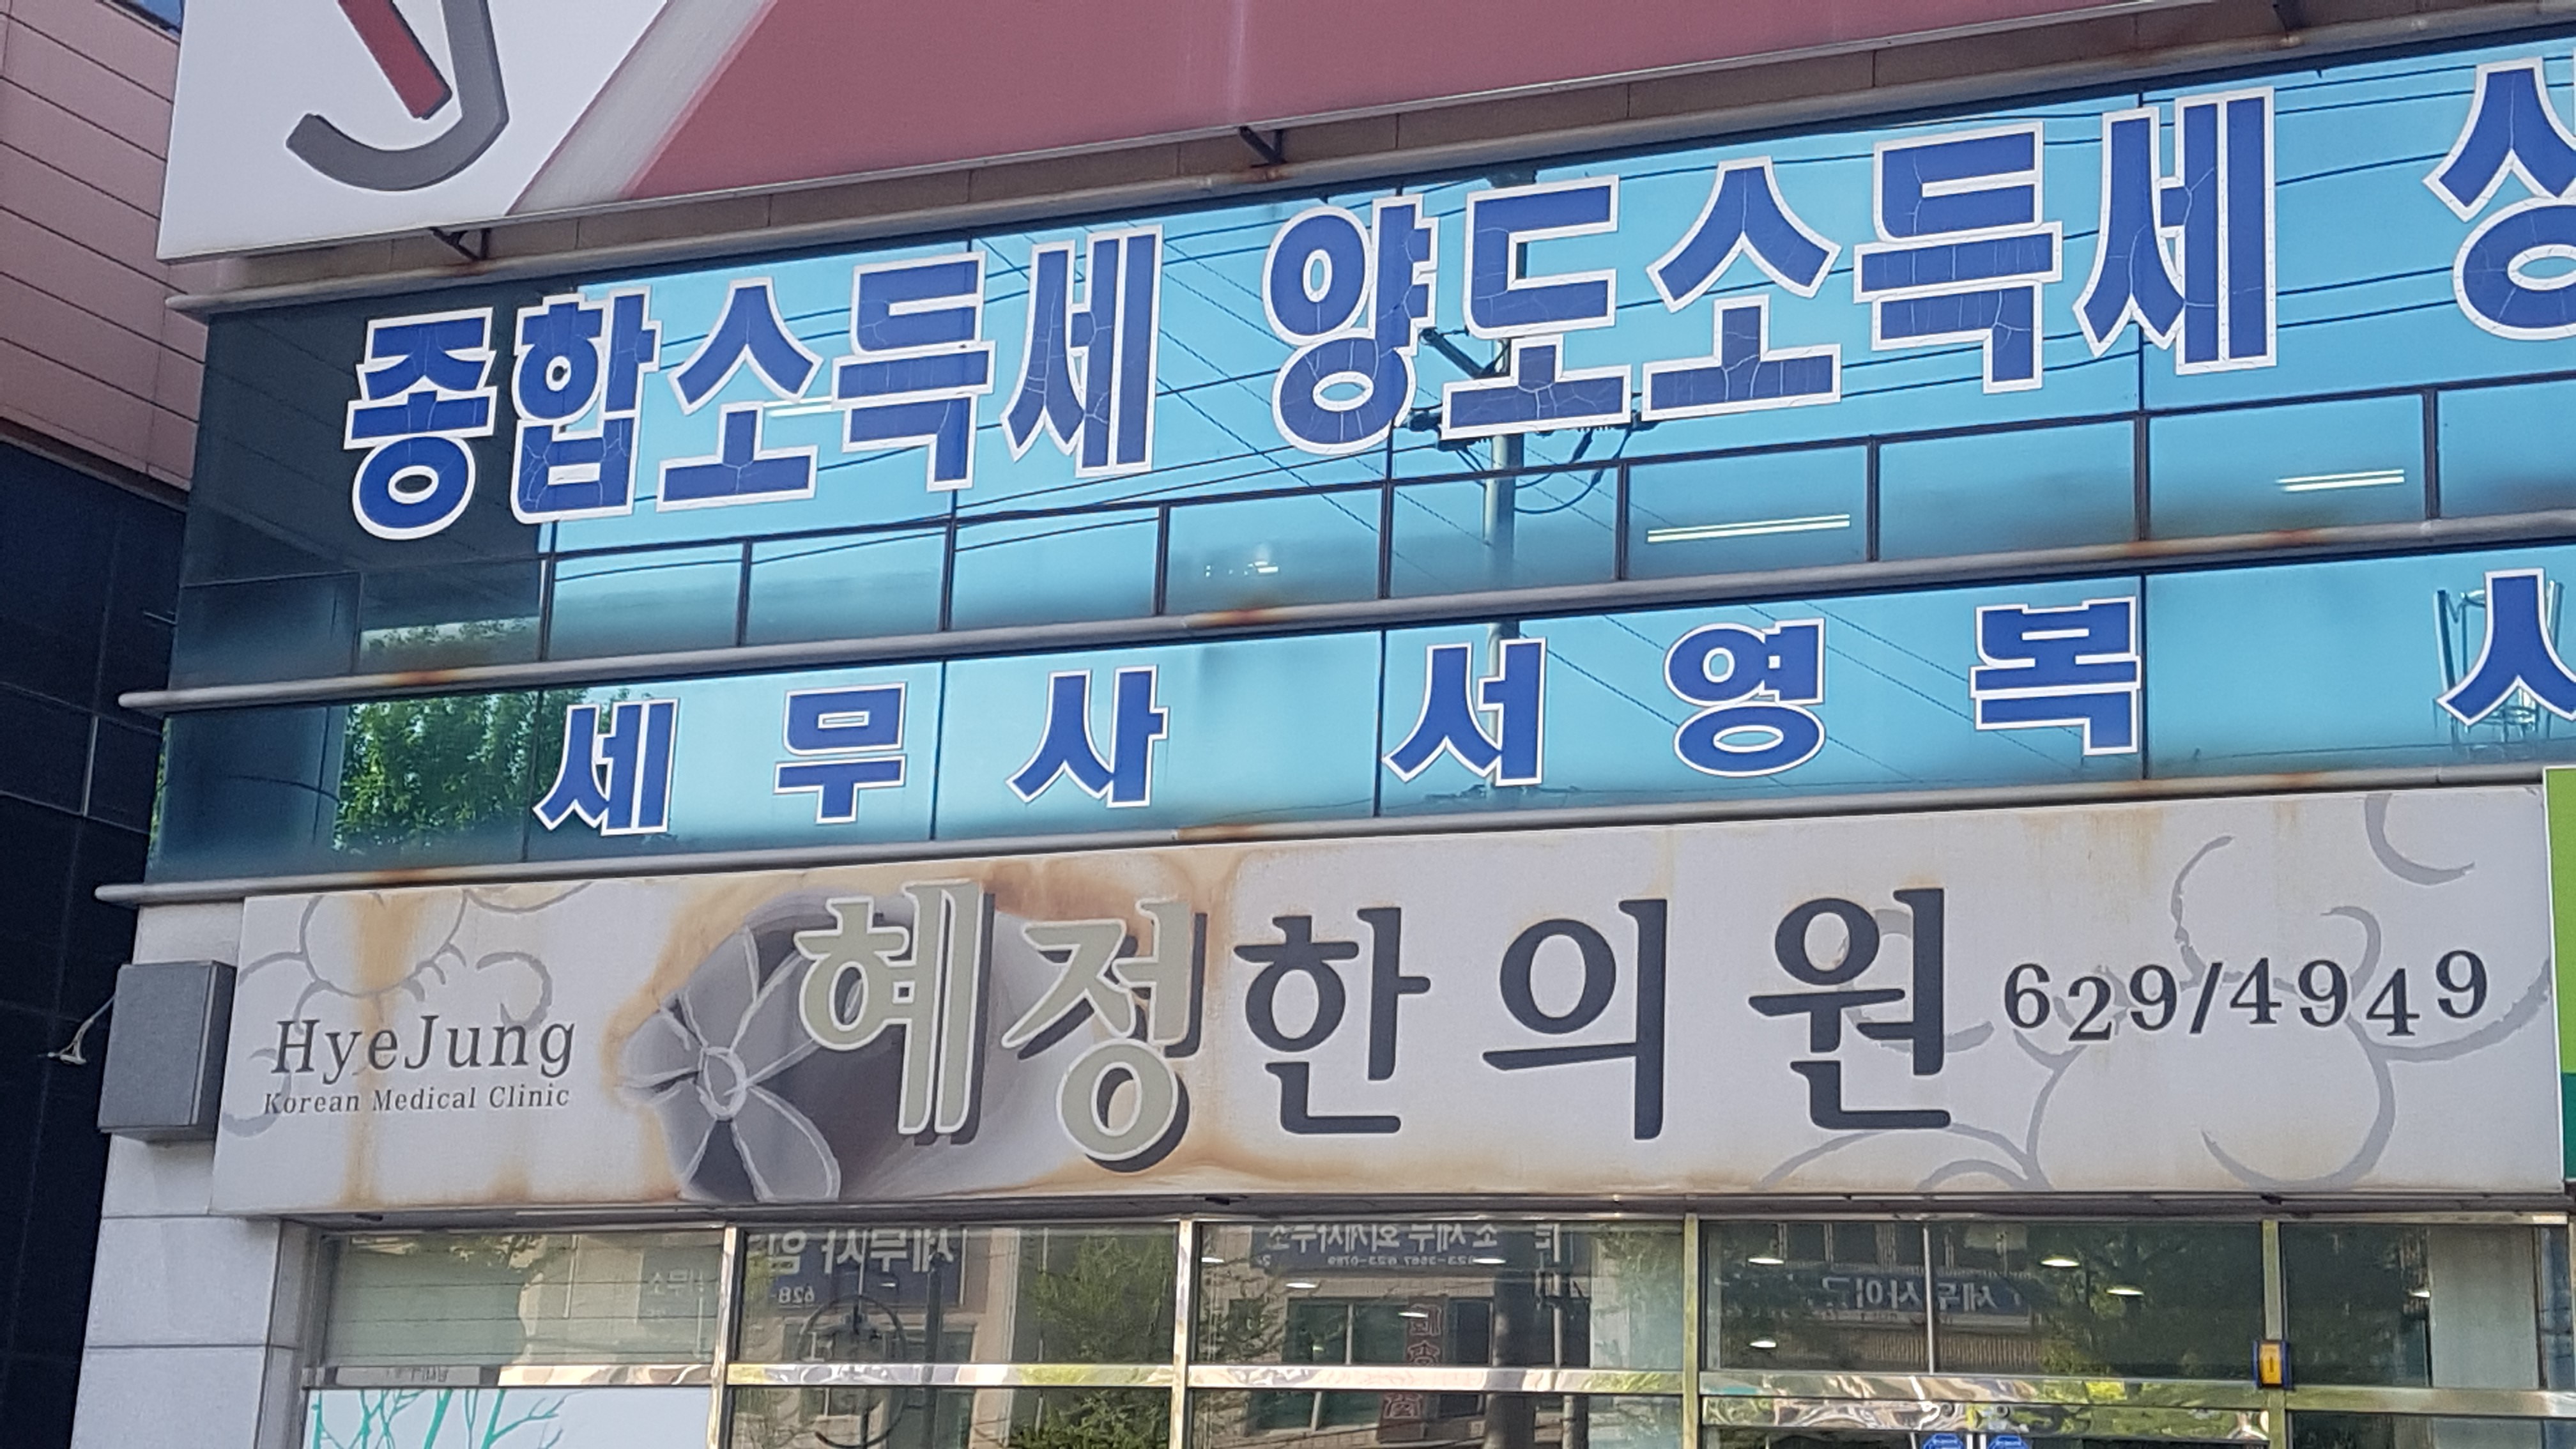 종합소득세 양도소득세
세무사 서영복
혜정한의원 629/4949
HyeJung
Korean Medical Clinic